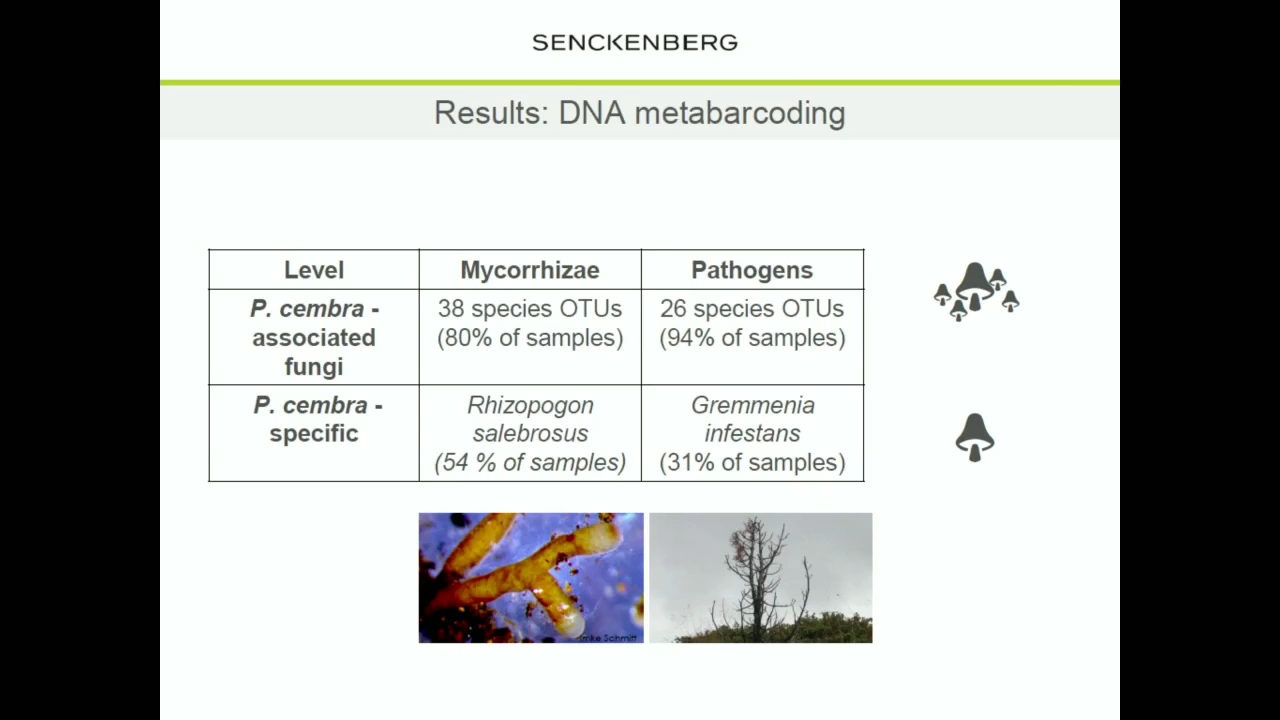 SENCKENBERG
Results: DNA metabarcoding
Level
Mycorrhizae
Pathogens
P. cembra -
associated
fungi
38 species OTUs
(80% of samples)
26 species OTUs
(94% of samples)
P. cembra -
specific
Rhizopogon
salebrosus
(54 % of samples)
Gremmenia
infestans
(31% of samples)
Schmitt